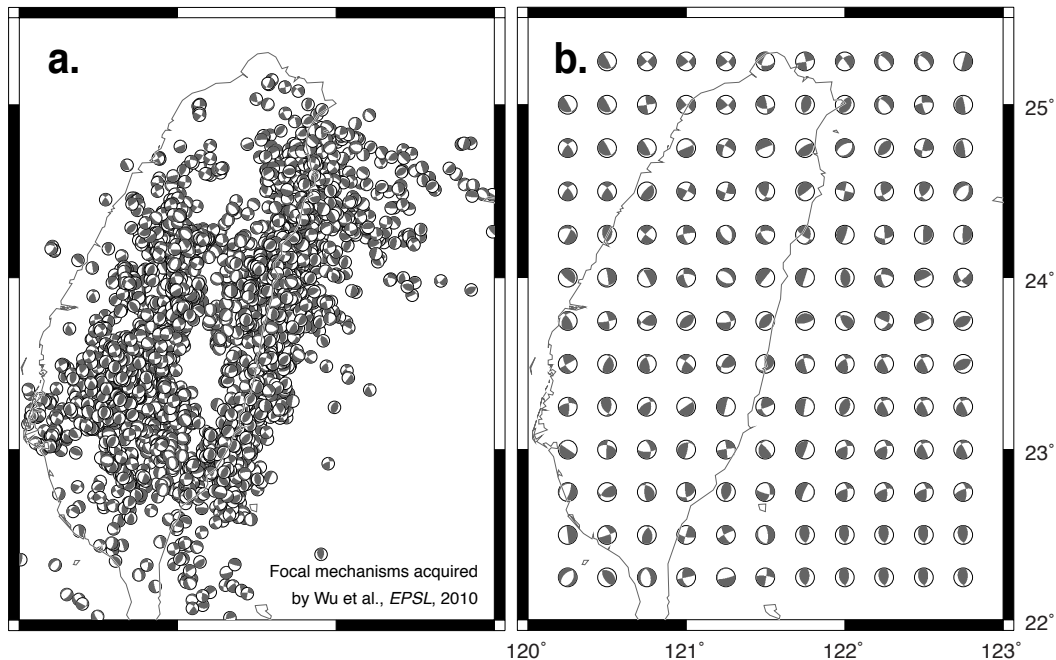 a.
b.
Focal mechanisms acquired
by Wu et al., EPSL, 2010
25˚
24˚
23˚
22˚
120˚
121˚
122˚
123˚